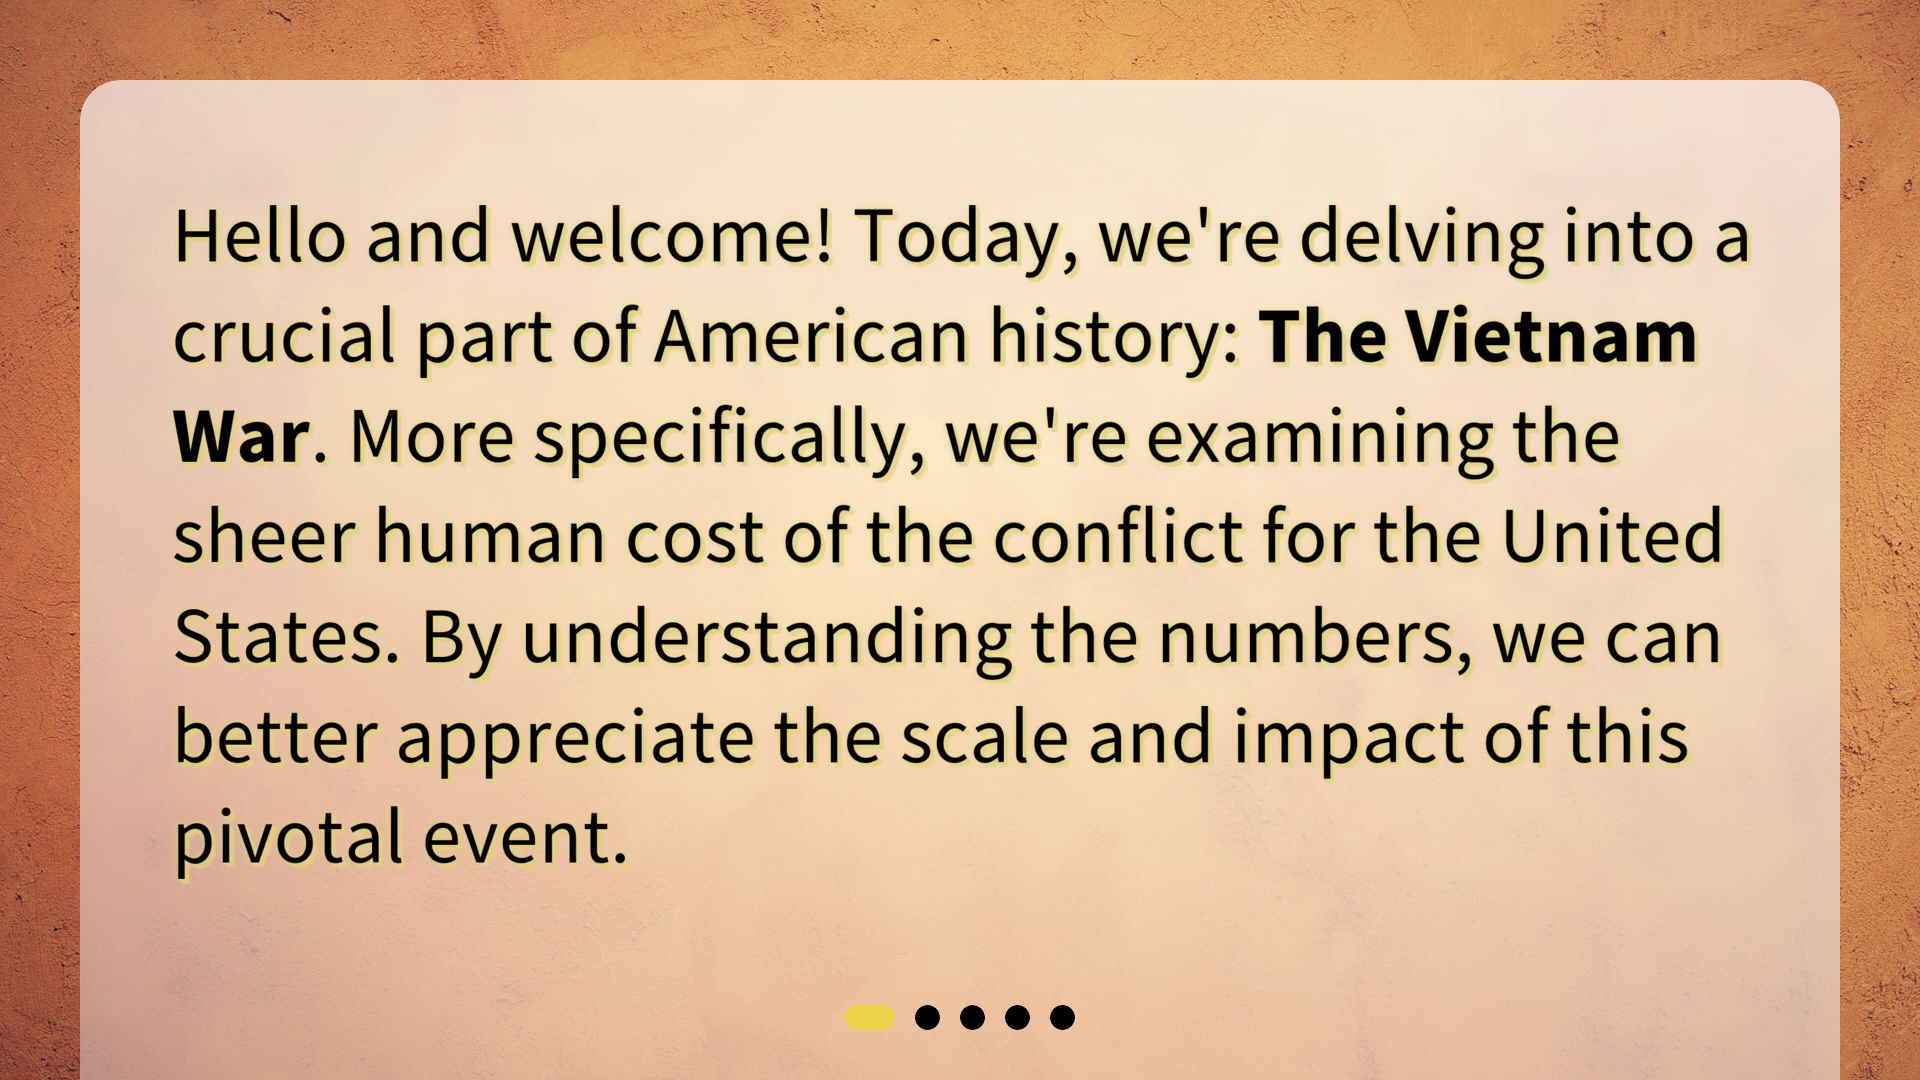 Hello and welcome! Today, we're delving into a
crucial part of American history: The Vietnam
War. More specifically, we're examining the
sheer human cost of the conflict for the United
States. By understanding the numbers, we can
better appreciate the scale and impact of this
pivotal event.